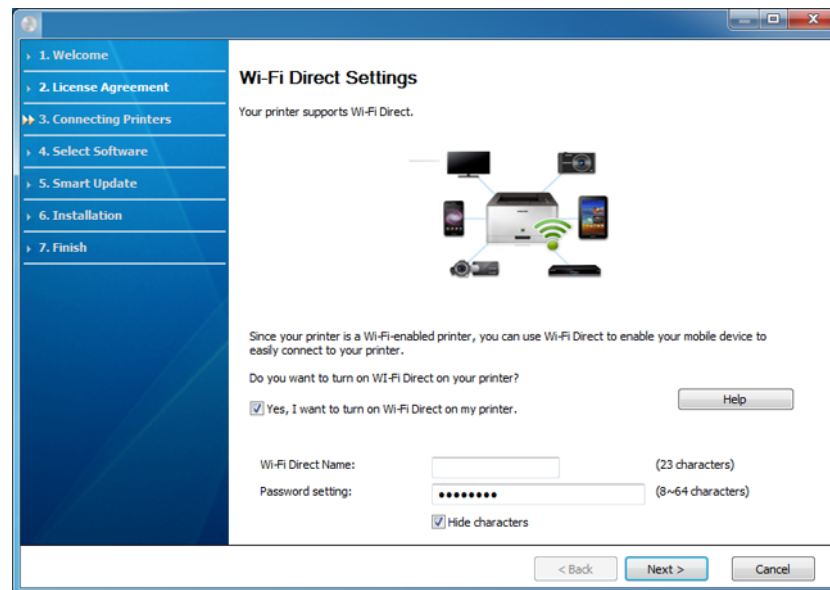 1. Welcome
2. License Agreement
3. Connecting Printers
4. Select Software
5. Smart Update
6. Installation
7. Finish
Wi-Fi Direct Settings
Your printer supports Wi-Fi Direct.
Since your printer is a Wi-Fi-enabled printer, you can use Wi-Fi Direct to enable your mobile device to
easily connect to your printer.
Do you want to turn on WI-Fi Direct on your printer?
Yes, I want to turn on Wi-Fi Direct on my printer.
Help
Wi-Fi Direct Name: (23 characters)
Password setting: ●●●●●●●● (8~64 characters)
Hide characters
< Back Next > Cancel